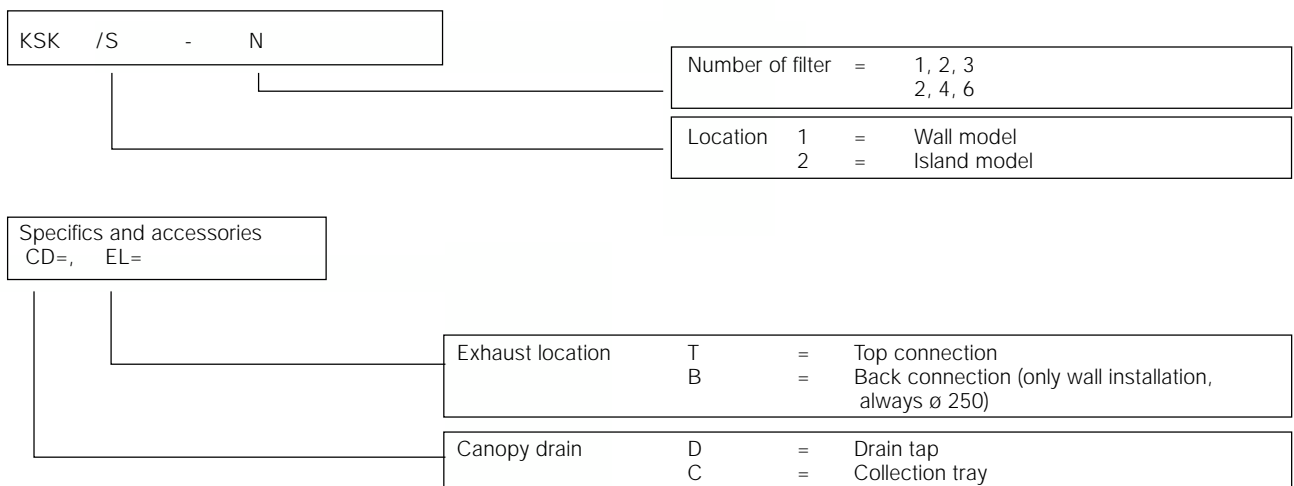 KSK /S - N
Number of filter = 1, 2, 3
2, 4, 6
Location 1 = Wall model
2 = Island model
Specifics and accessories
CD=, EL=
Exhaust location T = Top connection
B = Back connection (only wall installation,
always ø 250)
Canopy drain D = Drain tap
C = Collection tray